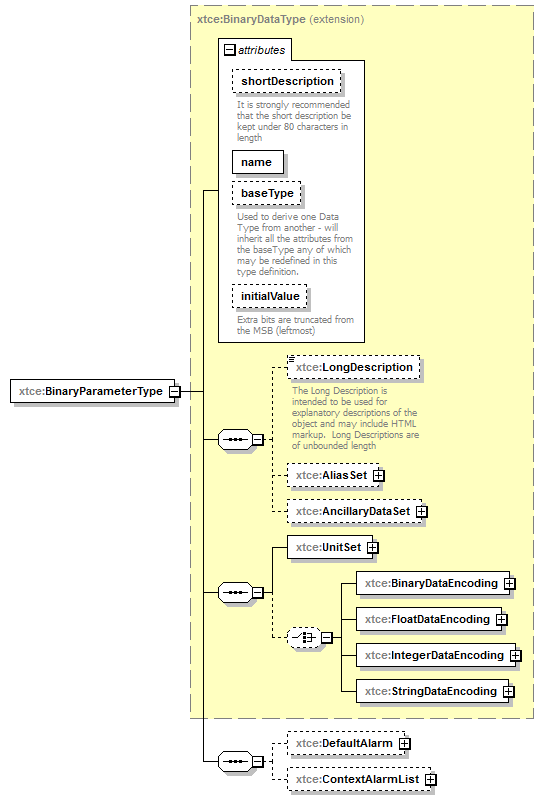 xtce:BinaryDataType (extension)
attributes
shortDescription
It is strongly recommended
that the short description be
kept under 80 characters in
length
name
baseType
Used to derive one Data
Type from another - will
inherit all the attributes from
the baseType any of which
may be redefined in this
type definition.
initialValue
Extra bits are truncated from
the MSB (leftmost)
xtce:BinaryParameterType
xtce:LongDescription
The Long Description is
intended to be used for
explanatory descriptions of the
object and may include HTML
markup.  Long Descriptions are
of unbounded length
xtce:AliasSet
xtce:AncillaryDataSet
xtce:UnitSet
xtce:BinaryDataEncoding
xtce:FloatDataEncoding
xtce:IntegerDataEncoding
xtce:StringDataEncoding
xtce:DefaultAlarm
xtce:ContextAlarmList